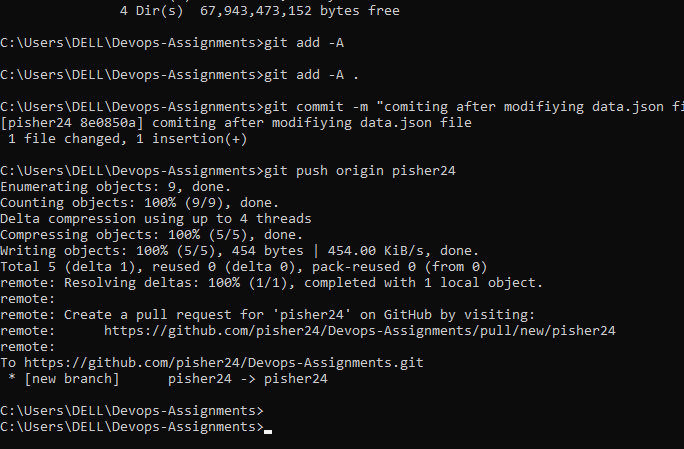 4 Dir(s)  67,943,473,152 bytes free
C:\Users\DELL\Devops-Assignments>git add -A
C:\Users\DELL\Devops-Assignments>git add -A .
C:\Users\DELL\Devops-Assignments>git commit -m "comiting after modifiying data.json fi
[pisher24 8e0850a] comiting after modifiying data.json file
 1 file changed, 1 insertion(+)
C:\Users\DELL\Devops-Assignments>git push origin pisher24
Enumerating objects: 9, done.
Counting objects: 100% (9/9), done.
Delta compression using up to 4 threads
Compressing objects: 100% (5/5), done.
Writing objects: 100% (5/5), 454 bytes | 454.00 KiB/s, done.
Total 5 (delta 1), reused 0 (delta 0), pack-reused 0 (from 0)
remote: Resolving deltas: 100% (1/1), completed with 1 local object.
remote:
remote: Create a pull request for 'pisher24' on GitHub by visiting:
remote:      https://github.com/pisher24/Devops-Assignments/pull/new/pisher24
remote:
To https://github.com/pisher24/Devops-Assignments.git
 * [new branch]      pisher24 -> pisher24
C:\Users\DELL\Devops-Assignments>
C:\Users\DELL\Devops-Assignments>